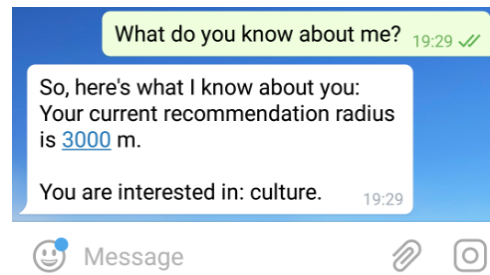 What do you know about me? 19:29
So, here's what I know about you:
Your current recommendation radius
is 3000 m.
You are interested in: culture. 19:29
Message